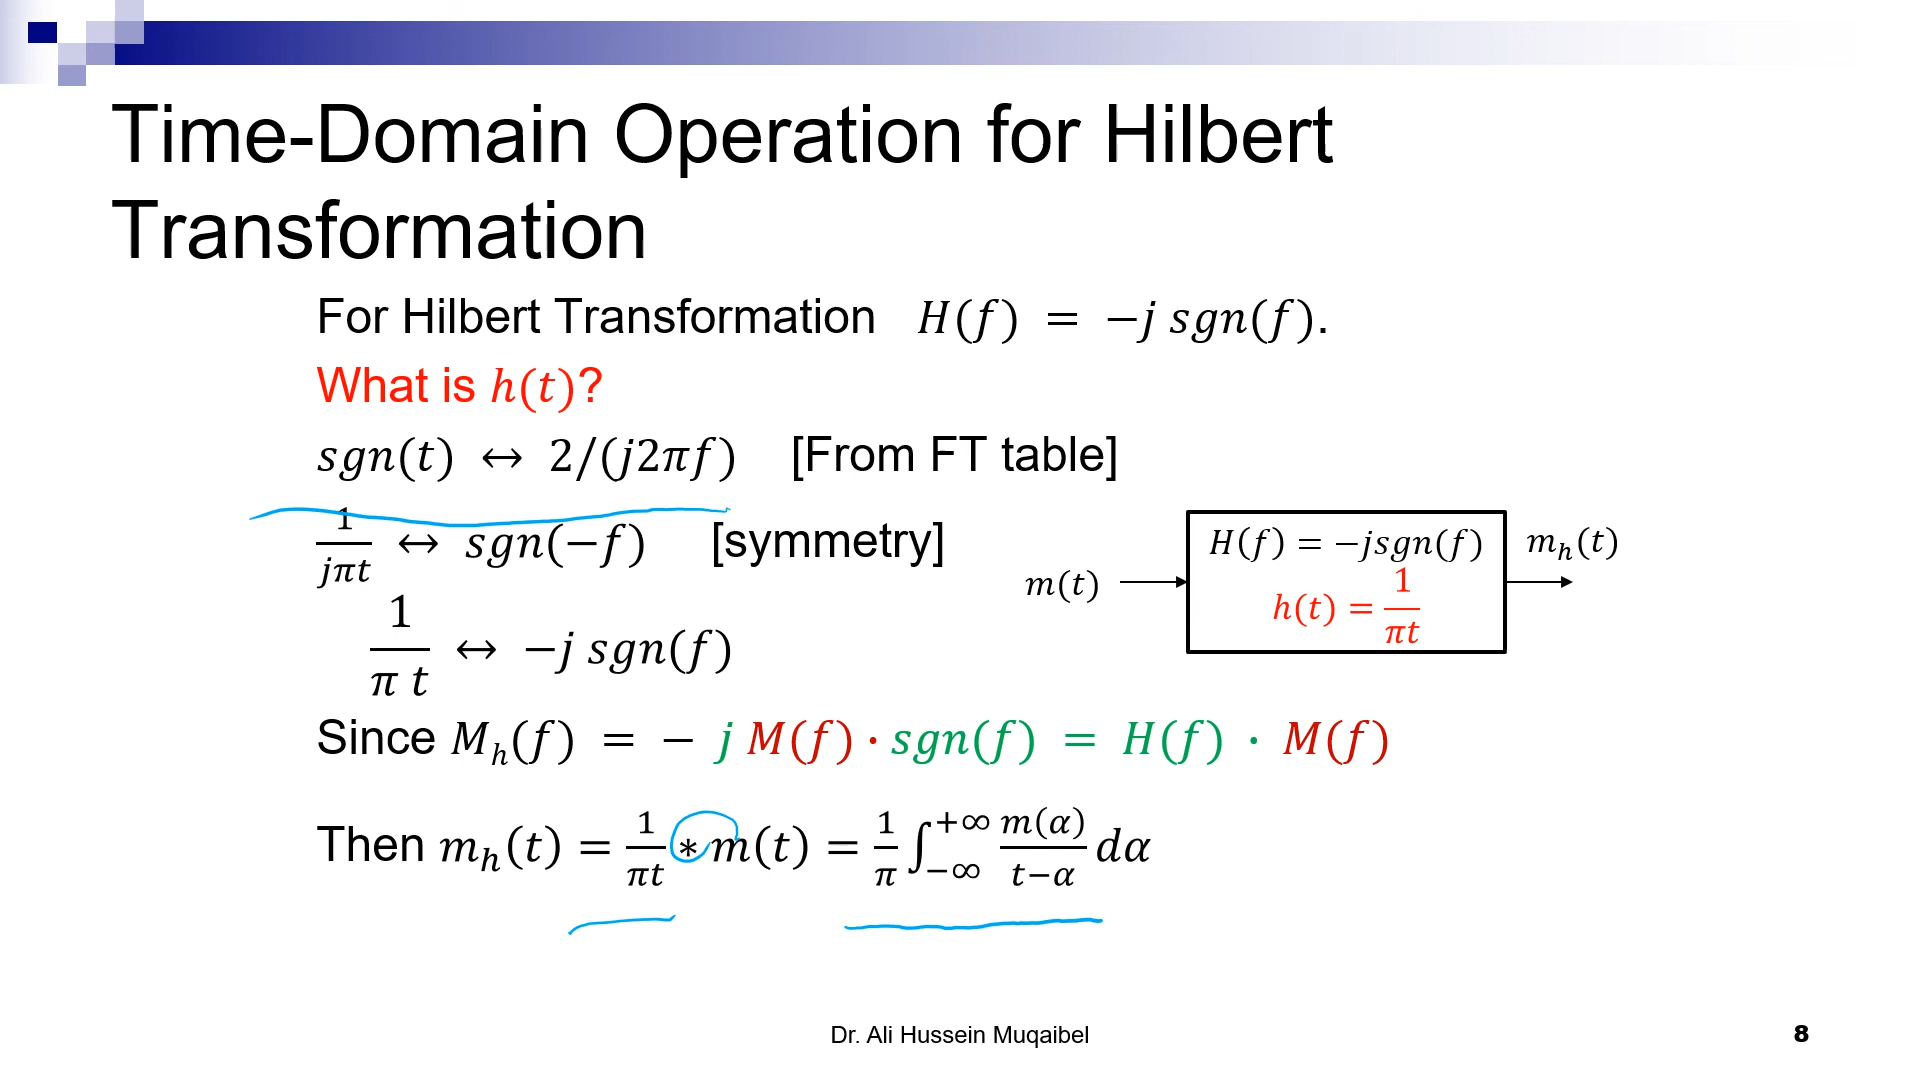 Time-Domain Operation for Hilbert
Transformation
For Hilbert Transformation H(f) = −j sgn(f).
What is h(t)?
sgn(t) ↔ 2/(j2πf) [From FT table]
1/(jπt) ↔ sgn(−f) [symmetry]
1/(π t) ↔ −j sgn(f)
m(t)
H(f) = −jsgn(f)
h(t) = 1/(πt)
m_h(t)
Since M_h(f) = − j M(f) · sgn(f) = H(f) · M(f)
Then m_h(t) = 1/(πt) ∗ m(t) = 1/π ∫_{−∞}^{+∞} m(α)/(t−α) dα
Dr. Ali Hussein Muqaibel
8